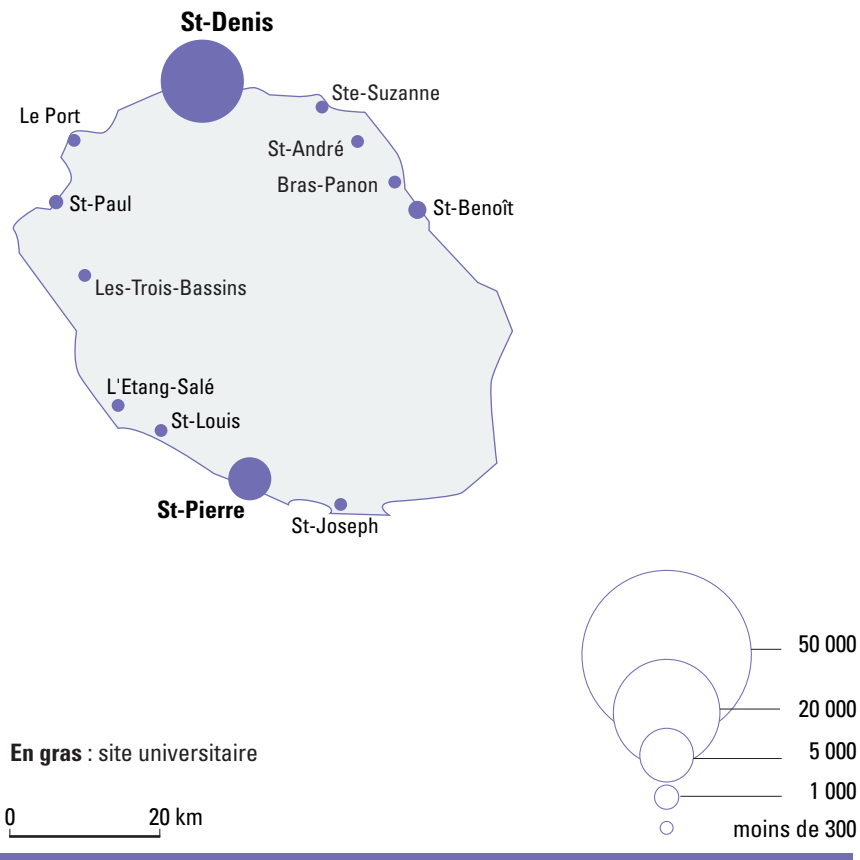 St-Denis
Ste-Suzanne
Le Port
St-André
Bras-Panon
St-Paul
St-Benoît
Les-Trois-Bassins
L'Etang-Salé
St-Louis
St-Pierre
St-Joseph
50 000
20 000
5 000
1 000
moins de 300
En gras : site universitaire
0 20 km